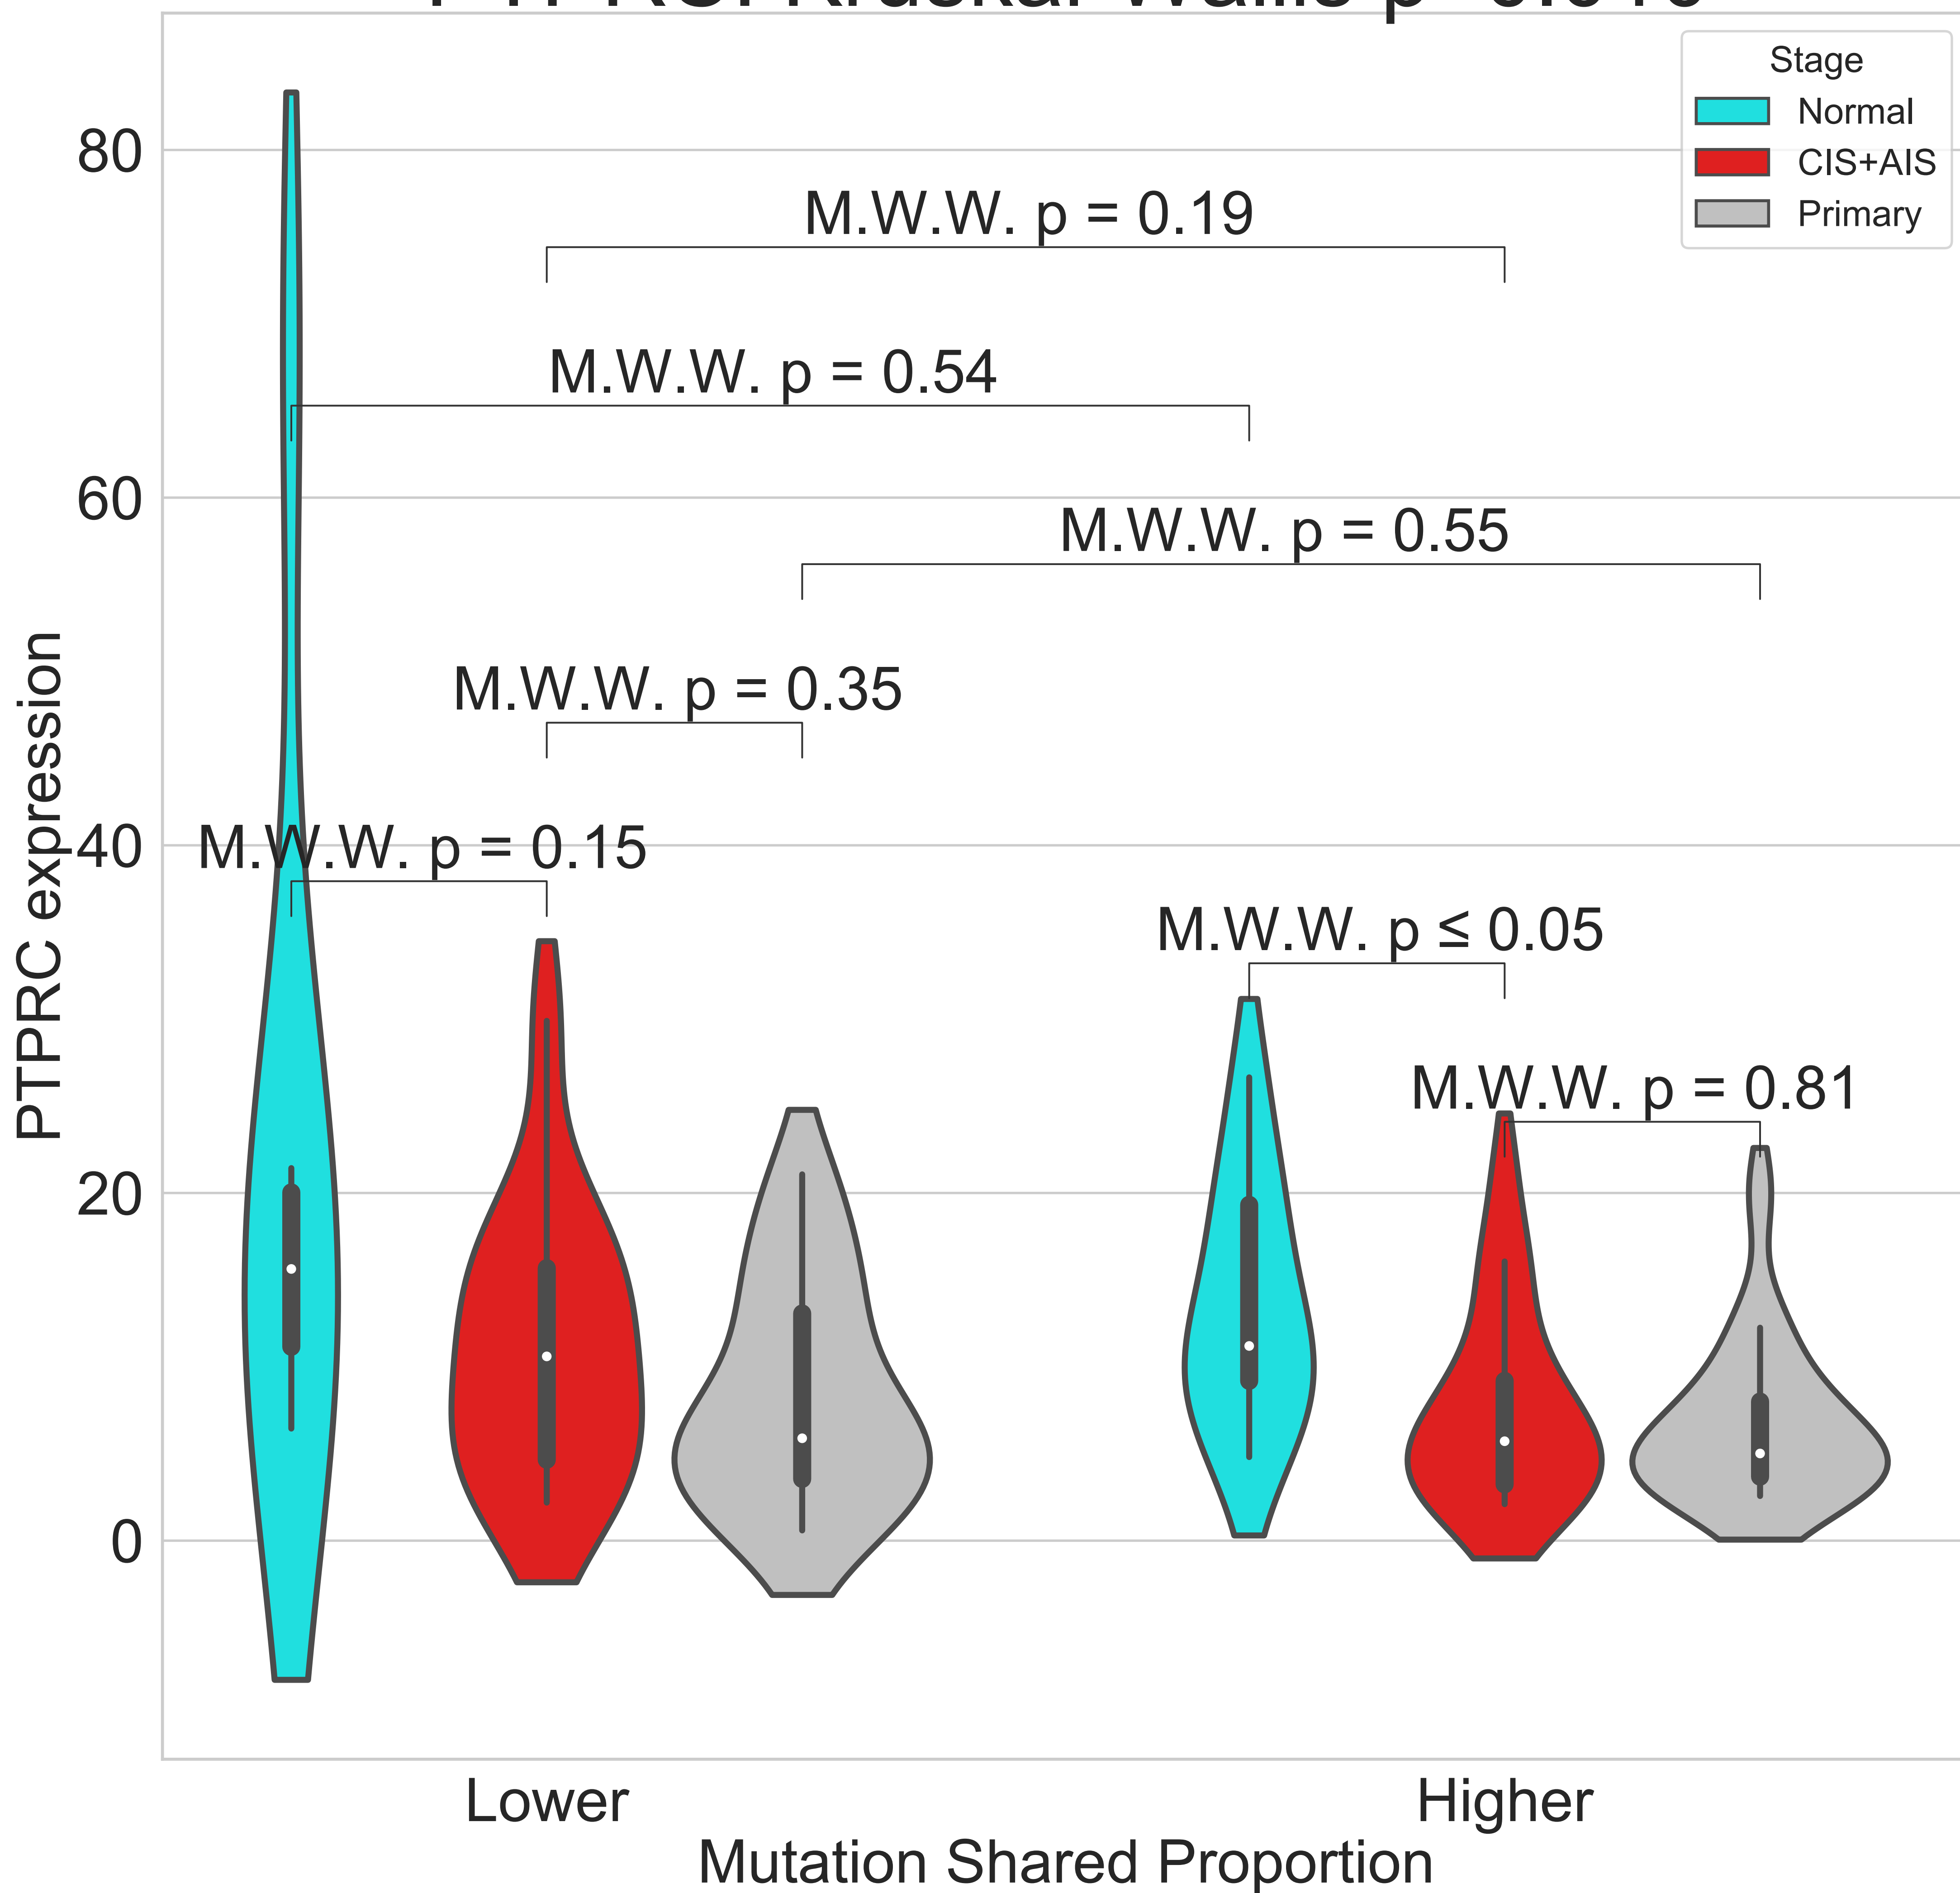 Stage
Normal
CIS+AIS
Primary
80
60
40
20
0
PTPRC expression
M.W.W. p = 0.19
M.W.W. p = 0.54
M.W.W. p = 0.55
M.W.W. p = 0.35
M.W.W. p = 0.15
M.W.W. p ≤ 0.05
M.W.W. p = 0.81
Lower
Higher
Mutation Shared Proportion